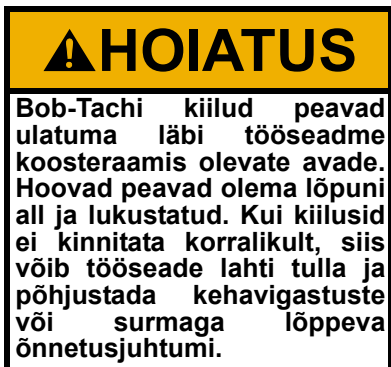 ⚠HOIATUS
Bob-Tachi kiilud peavad
ulatuma läbi tööseadme
koosteraamis olevate avade.
Hoovad peavad olema lõpuni
all ja lukustatud. Kui kiilusid
ei kinnitata korralikult, siis
võib tööseade lahti tulla ja
põhjustada kehavigastuste
või surmaga lõppeva
õnnetusjuhtumi.